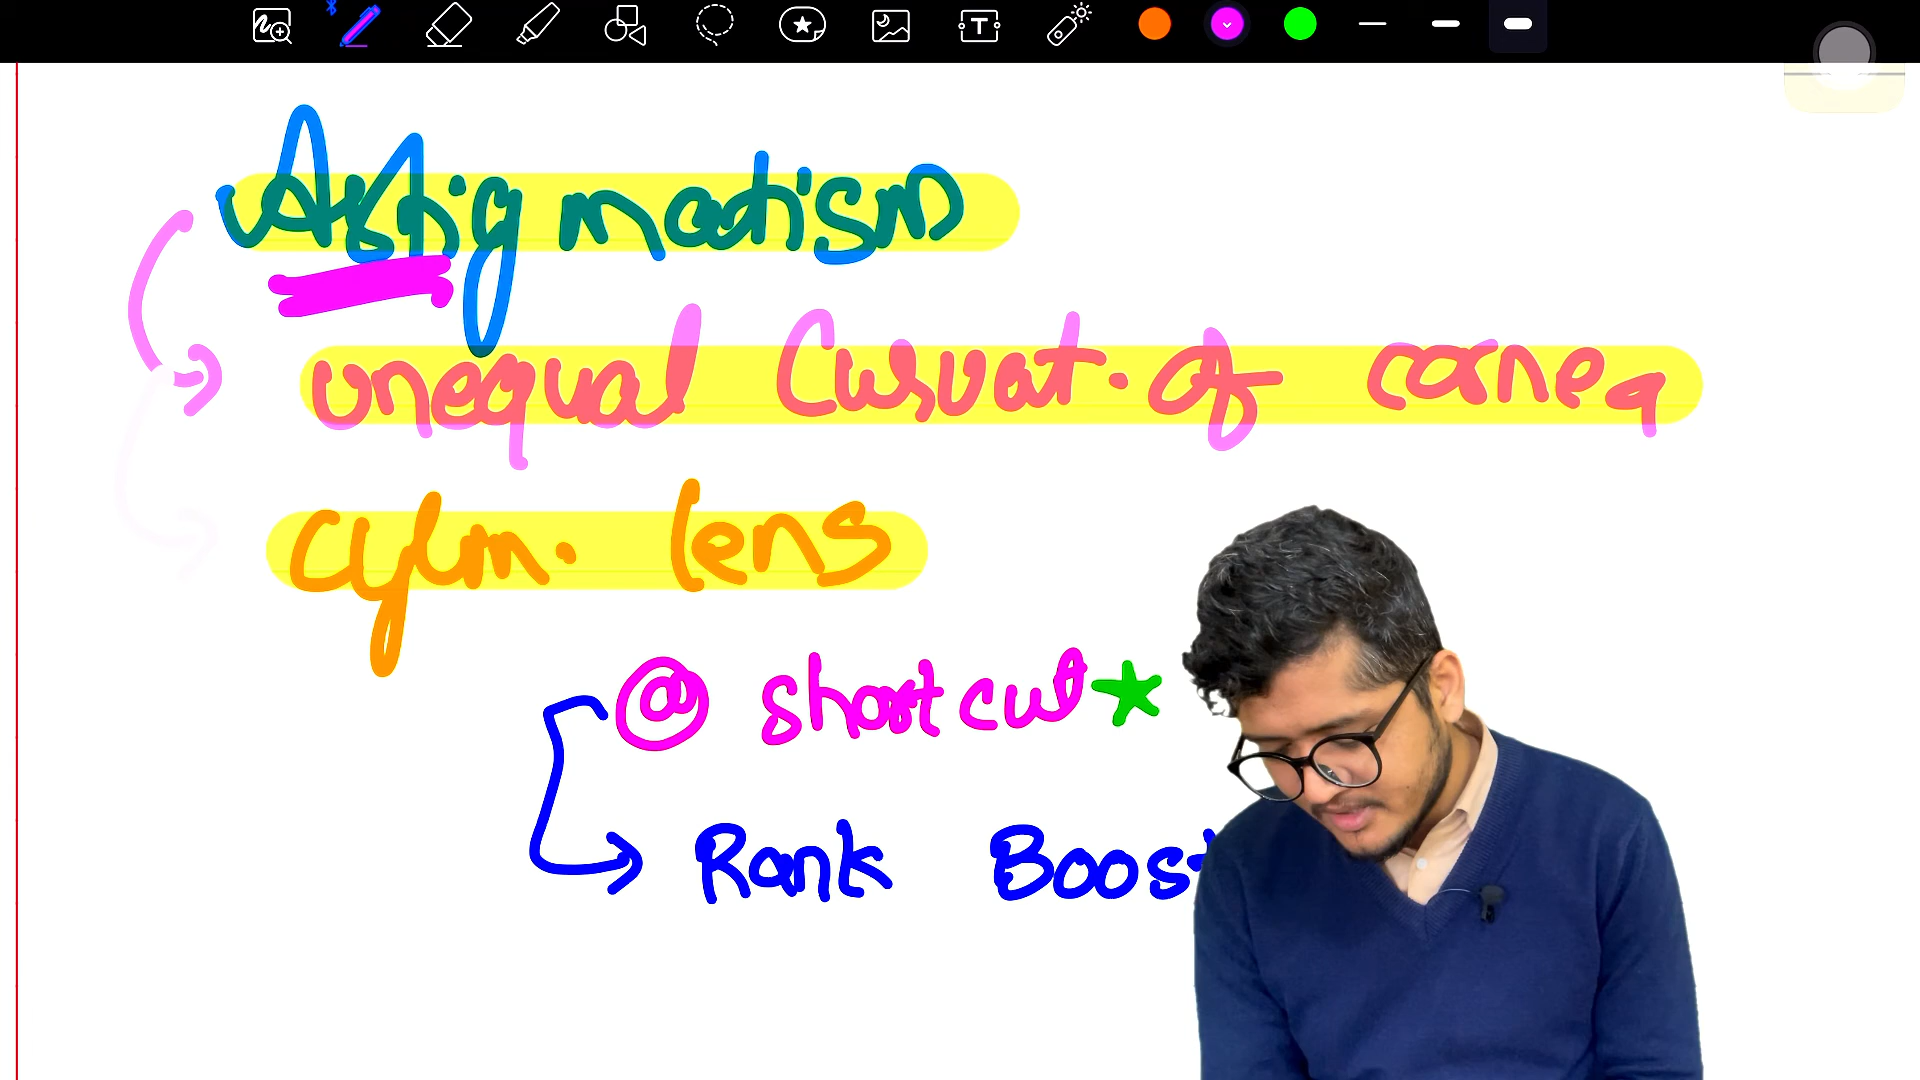 Astigmatism
unequal Curvat. of cornea
Cylin. lens
@ shortcut
Rank Boost